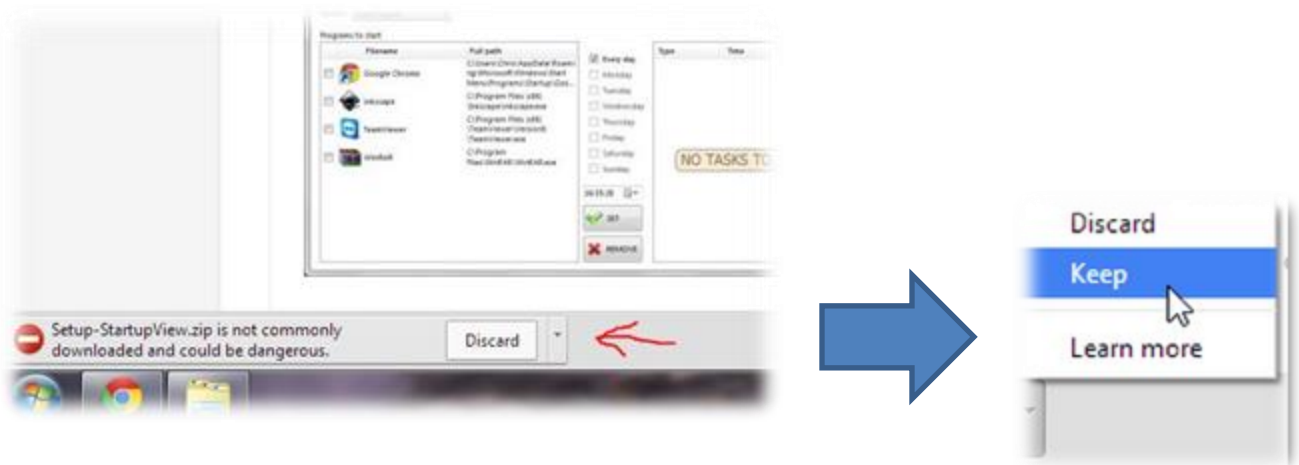 Programs to start
Filename Full path
Type Time
Every day
Google Chrome
Monday
Tuesday
Inkscape
Wednesday
Thursday
TeamViewer
Friday
Saturday
Sunday
NO TASKS TO
SET
REMOVE
Setup-StartupView.zip is not commonly
downloaded and could be dangerous.
Discard
Discard
Keep
Learn more